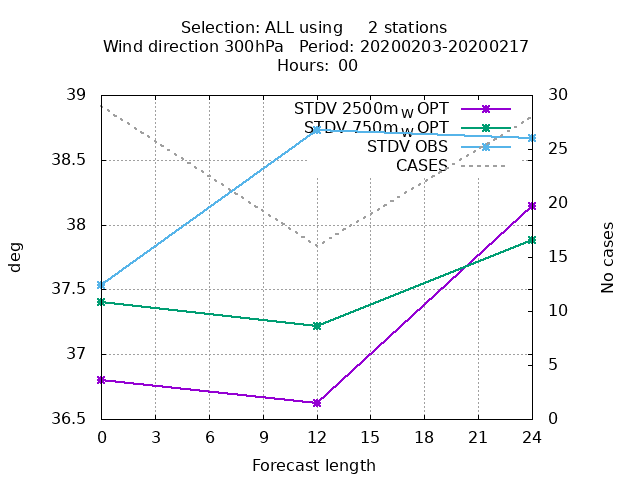 Selection: ALL using     2 stations
Wind direction 300hPa   Period: 20200203-20200217
Hours: 00
39
38.5
38
37.5
37
36.5
deg
STDV 2500m_W OPT
STDV 750m_W OPT
STDV OBS
CASES
30
25
20
15
10
5
0
No cases
0 3 6 9 12 15 18 21 24
Forecast length